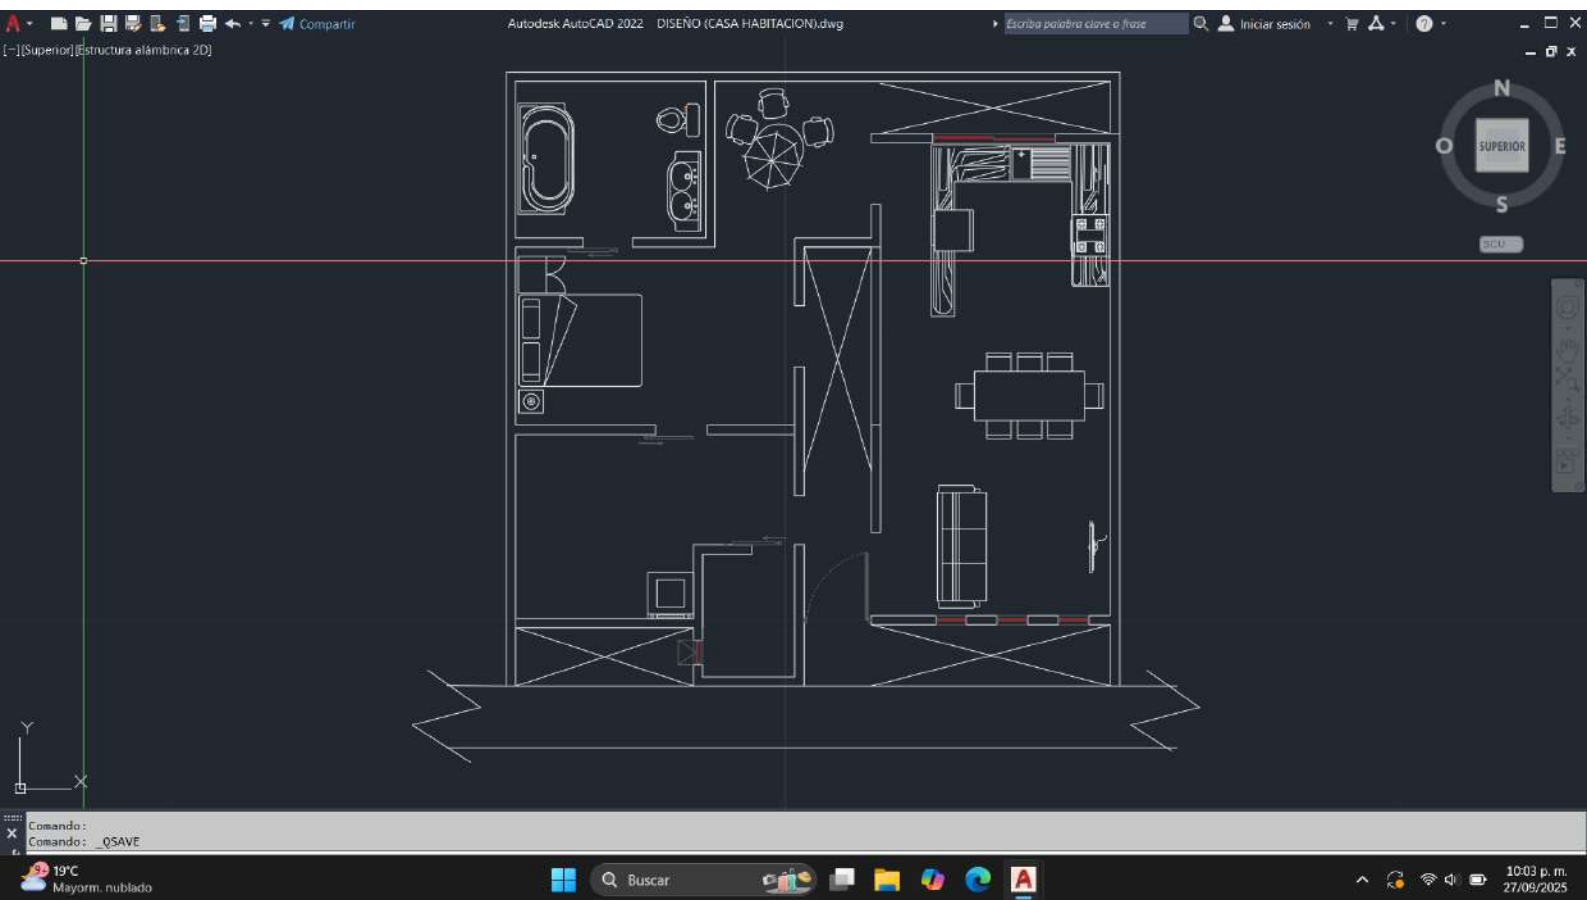 Compartir
Autodesk AutoCAD 2022 DISEÑO (CASA HABITACION).dwg
Escriba palabra clave o frase
Iniciar sesión
[−][Superior][Estructura alámbrica 2D]
N
O
SUPERIOR
E
S
SCU
Y
X
Comando:
Comando: _QSAVE
9+
19°C
Mayorm. nublado
Buscar
10:03 p. m.
27/09/2025